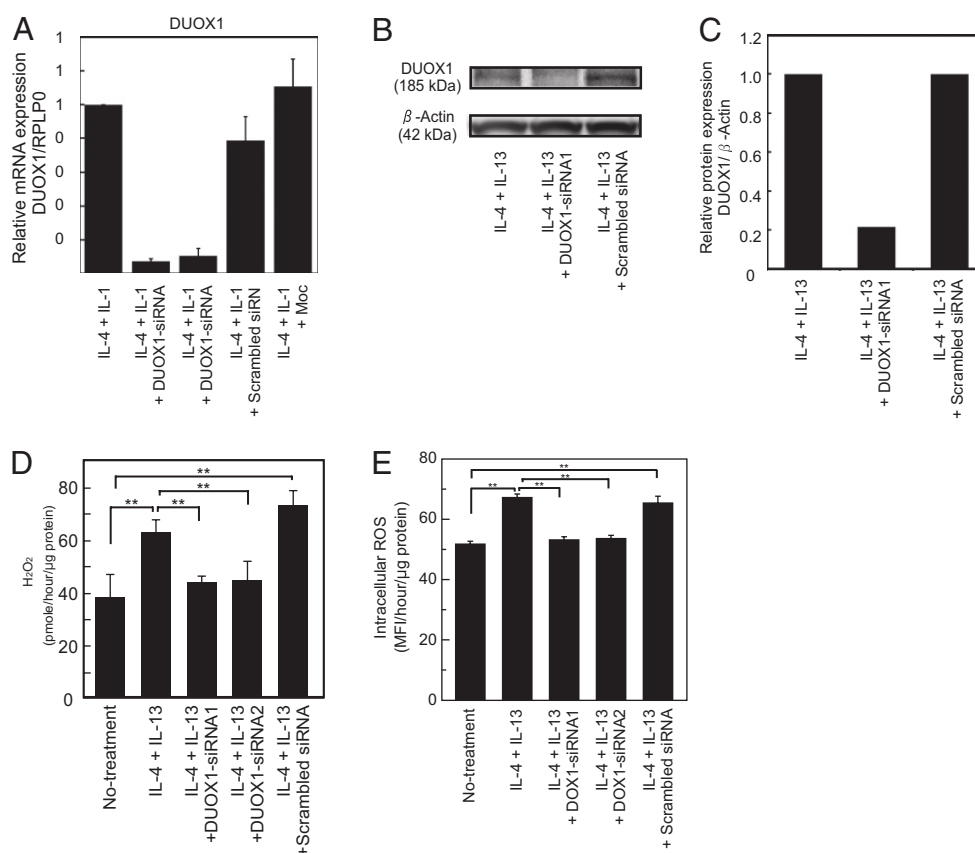 A
DUOX1
Relative mRNA expression
DUOX1/RPLP0
1
1
1
0
0
0
0
IL-4 + IL-1
IL-4 + IL-1
+ DUOX1-siRNA
IL-4 + IL-1
+ DUOX1-siRNA
IL-4 + IL-1
+ Scrambled siRN
IL-4 + IL-1
+ Moc
B
DUOX1
(185 kDa)
β-Actin
(42 kDa)
IL-4 + IL-13
IL-4 + IL-13
+ DUOX1-siRNA1
IL-4 + IL-13
+ Scrambled siRNA
C
Relative protein expression
DUOX1/ β-Actin
1.2
1.0
0.8
0.6
0.4
0.2
0
IL-4 + IL-13
IL-4 + IL-13
+ DUOX1-siRNA1
IL-4 + IL-13
+ Scrambled siRNA
D
H₂O₂
(pmole/hour/µg protein)
80
60
40
20
0
**
**
**
**
No-treatment
IL-4 + IL-13
IL-4 + IL-13
+DUOX1-siRNA1
IL-4 + IL-13
+DUOX1-siRNA2
IL-4 + IL-13
+Scrambled siRNA
E
Intracellular ROS
(MFI/hour/µg protein)
80
60
40
20
0
**
**
**
**
No-treatment
IL-4 + IL-13
IL-4 + IL-13
+ DOX1-siRNA1
IL-4 + IL-13
+ DOX1-siRNA2
IL-4 + IL-13
+ Scrambled siRNA